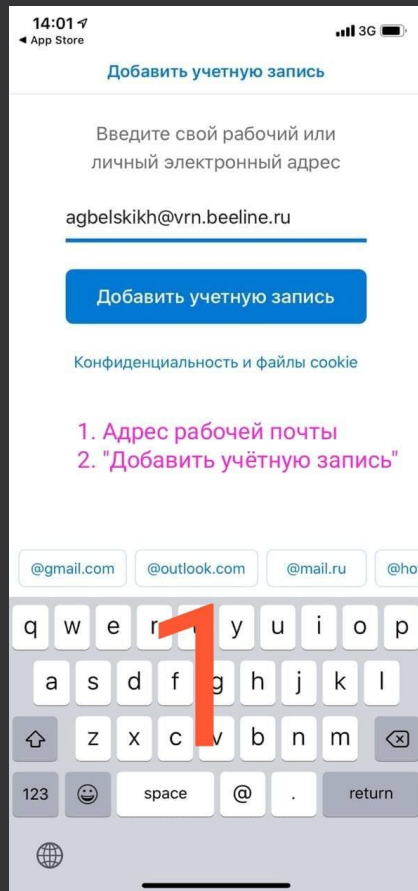 14:01
3G
◀ App Store
Добавить учетную запись
Введите свой рабочий или
личный электронный адрес
agbelskikh@vrn.beeline.ru
Добавить учетную запись
Конфиденциальность и файлы cookie
1. Адрес рабочей почты
2. "Добавить учётную запись"
@gmail.com @outlook.com @mail.ru @ho
1
q w e r y u i o p
a s d f g h j k l
z x c v b n m
123 space @ . return